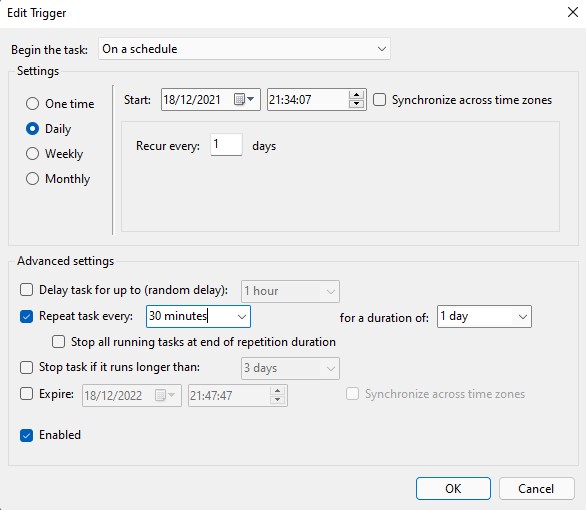 Edit Trigger
Begin the task: On a schedule
Settings
One time
Daily
Weekly
Monthly
Start: 18/12/2021 21:34:07 Synchronize across time zones
Recur every: 1 days
Advanced settings
Delay task for up to (random delay): 1 hour
Repeat task every: 30 minutes for a duration of: 1 day
Stop all running tasks at end of repetition duration
Stop task if it runs longer than: 3 days
Expire: 18/12/2022 21:47:47 Synchronize across time zones
Enabled
OK Cancel